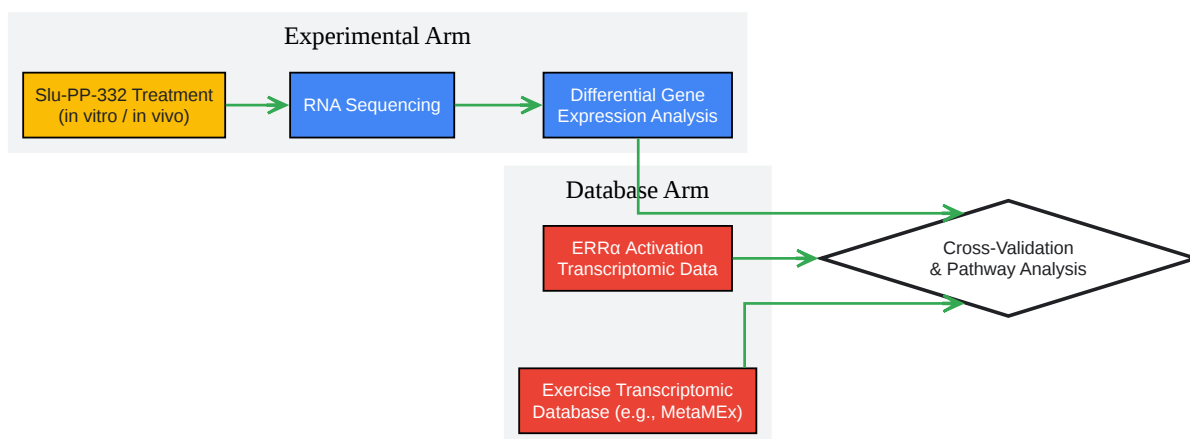 Experimental Arm
Slu-PP-332 Treatment
(in vitro / in vivo)
RNA Sequencing
Differential Gene
Expression Analysis
Database Arm
ERRα Activation
Transcriptomic Data
Cross-Validation
& Pathway Analysis
Exercise Transcriptomic
Database (e.g., MetaMEx)